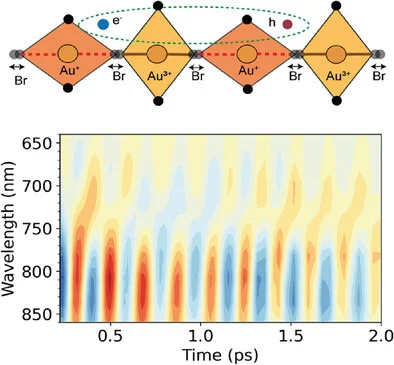 e⁻ h
Au⁺ Au³⁺ Au⁺ Au³⁺
Br Br Br Br Br
650
700
750
800
850
Wavelength (nm)
0.5 1.0 1.5 2.0
Time (ps)